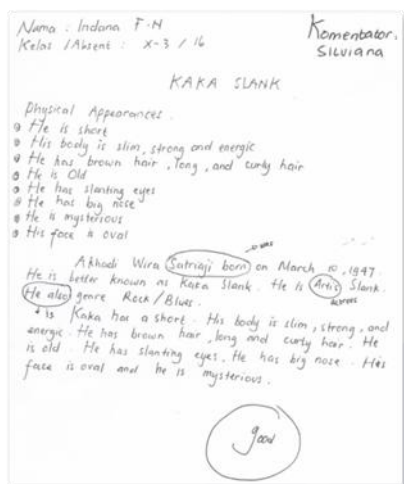 Nama : Indana F.N
Kelas / Absent : X-3 / 16
Komentator:
Silviana
KAKA SLANK
Physical Appearances.
He is short
His body is slim, strong and energic
He has brown hair, long, and curly hair
He is Old
He has slanting eyes
He has big nose
He is mysterious
His face is oval
was
Akhadi Wira Satriaji born on March 10, 1947.
He is better known as Kaka Slank. He is Artis Slank.
He also genre Rock / Blues.
is
Kaka has a short. His body is slim, strong, and
energic. He has brown hair, long and curly hair. He
is old. He has slanting eyes. He has big nose. His
face is oval and he is mysterious.
good